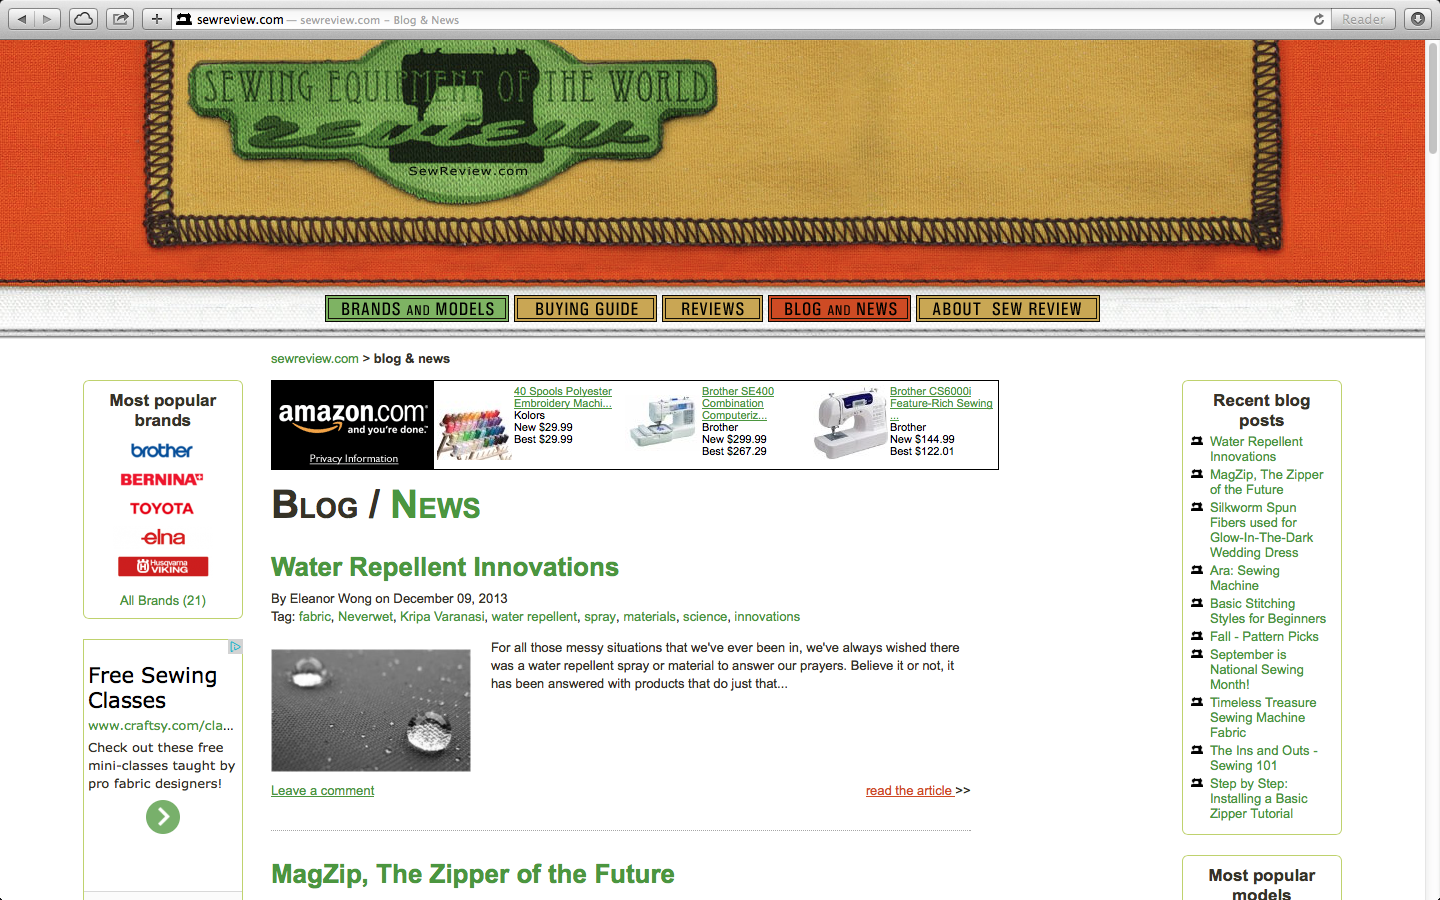 sewreview.com — sewreview.com – Blog & News
Reader
SEWING EQUIPMENT OF THE WORLD
review
SewReview.com
BRANDS AND MODELS
BUYING GUIDE
REVIEWS
BLOG AND NEWS
ABOUT SEW REVIEW
sewreview.com > blog & news
Most popular
brands
brother
BERNINA
TOYOTA
elna
Husqvarna
VIKING
All Brands (21)
Free Sewing
Classes
www.craftsy.com/cla...
Check out these free
mini-classes taught by
pro fabric designers!
amazon.com
and you're done.™
Privacy Information
40 Spools Polyester
Embroidery Machi...
Kolors
New $29.99
Best $29.99
Brother SE400
Combination
Computeriz...
Brother
New $299.99
Best $267.29
Brother CS6000i
Feature-Rich Sewing
...
Brother
New $144.99
Best $122.01
Blog / News
Water Repellent Innovations
By Eleanor Wong on December 09, 2013
Tag: fabric, Neverwet, Kripa Varanasi, water repellent, spray, materials, science, innovations
For all those messy situations that we've ever been in, we've always wished there
was a water repellent spray or material to answer our prayers. Believe it or not, it
has been answered with products that do just that...
Leave a comment
read the article >>
MagZip, The Zipper of the Future
Recent blog
posts
Water Repellent
Innovations
MagZip, The Zipper
of the Future
Silkworm Spun
Fibers used for
Glow-In-The-Dark
Wedding Dress
Ara: Sewing
Machine
Basic Stitching
Styles for Beginners
Fall - Pattern Picks
September is
National Sewing
Month!
Timeless Treasure
Sewing Machine
Fabric
The Ins and Outs -
Sewing 101
Step by Step:
Installing a Basic
Zipper Tutorial
Most popular
models